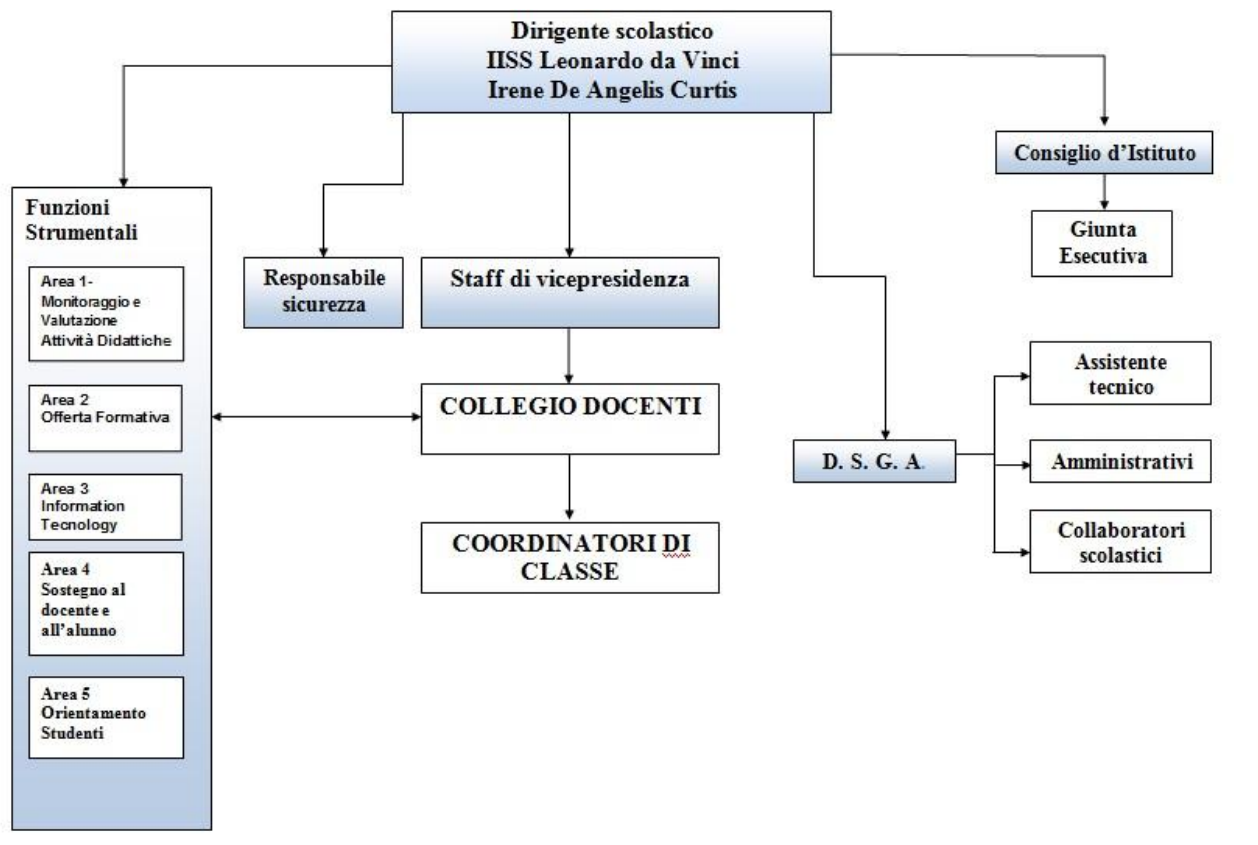 Dirigente scolastico
IISS Leonardo da Vinci
Irene De Angelis Curtis
Consiglio d'Istituto
Giunta
Esecutiva
Funzioni
Strumentali
Area 1-
Monitoraggio e
Valutazione
Attività Didattiche
Area 2
Offerta Formativa
Area 3
Information
Tecnology
Area 4
Sostegno al
docente e
all'alunno
Area 5
Orientamento
Studenti
Responsabile
sicurezza
Staff di vicepresidenza
COLLEGIO DOCENTI
COORDINATORI DI
CLASSE
D. S. G. A.
Assistente
tecnico
Amministrativi
Collaboratori
scolastici